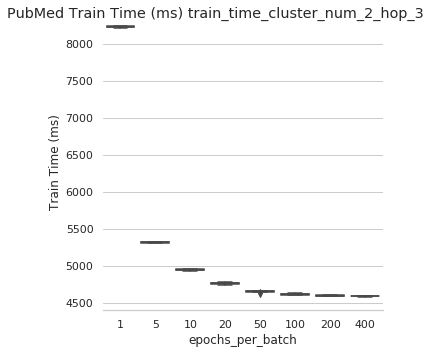 PubMed Train Time (ms) train_time_cluster_num_2_hop_3
8000
7500
7000
6500
6000
5500
5000
4500
Train Time (ms)
1 5 10 20 50 100 200 400
epochs_per_batch